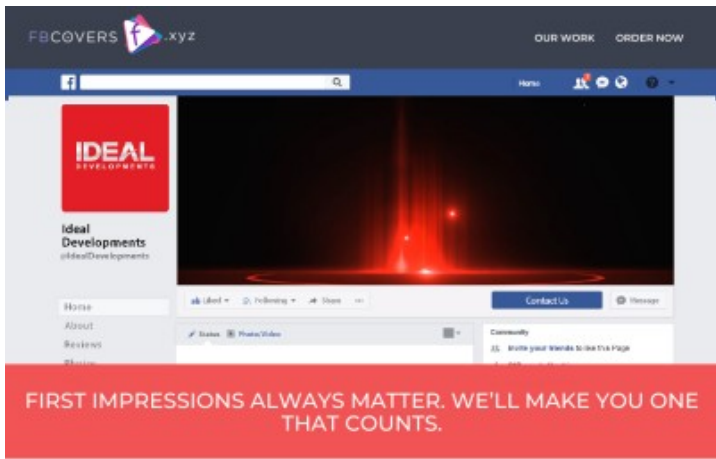 FBCOVERS f .xyz
OUR WORK ORDER NOW
f
Home
IDEAL
DEVELOPMENTS
Ideal
Developments
@IdealDevelopments
Liked Following Share ...
Contact Us Message
Home
About
Reviews
Photos
Status Photo/Video
Community
Invite your friends to like this Page
FIRST IMPRESSIONS ALWAYS MATTER. WE'LL MAKE YOU ONE
THAT COUNTS.